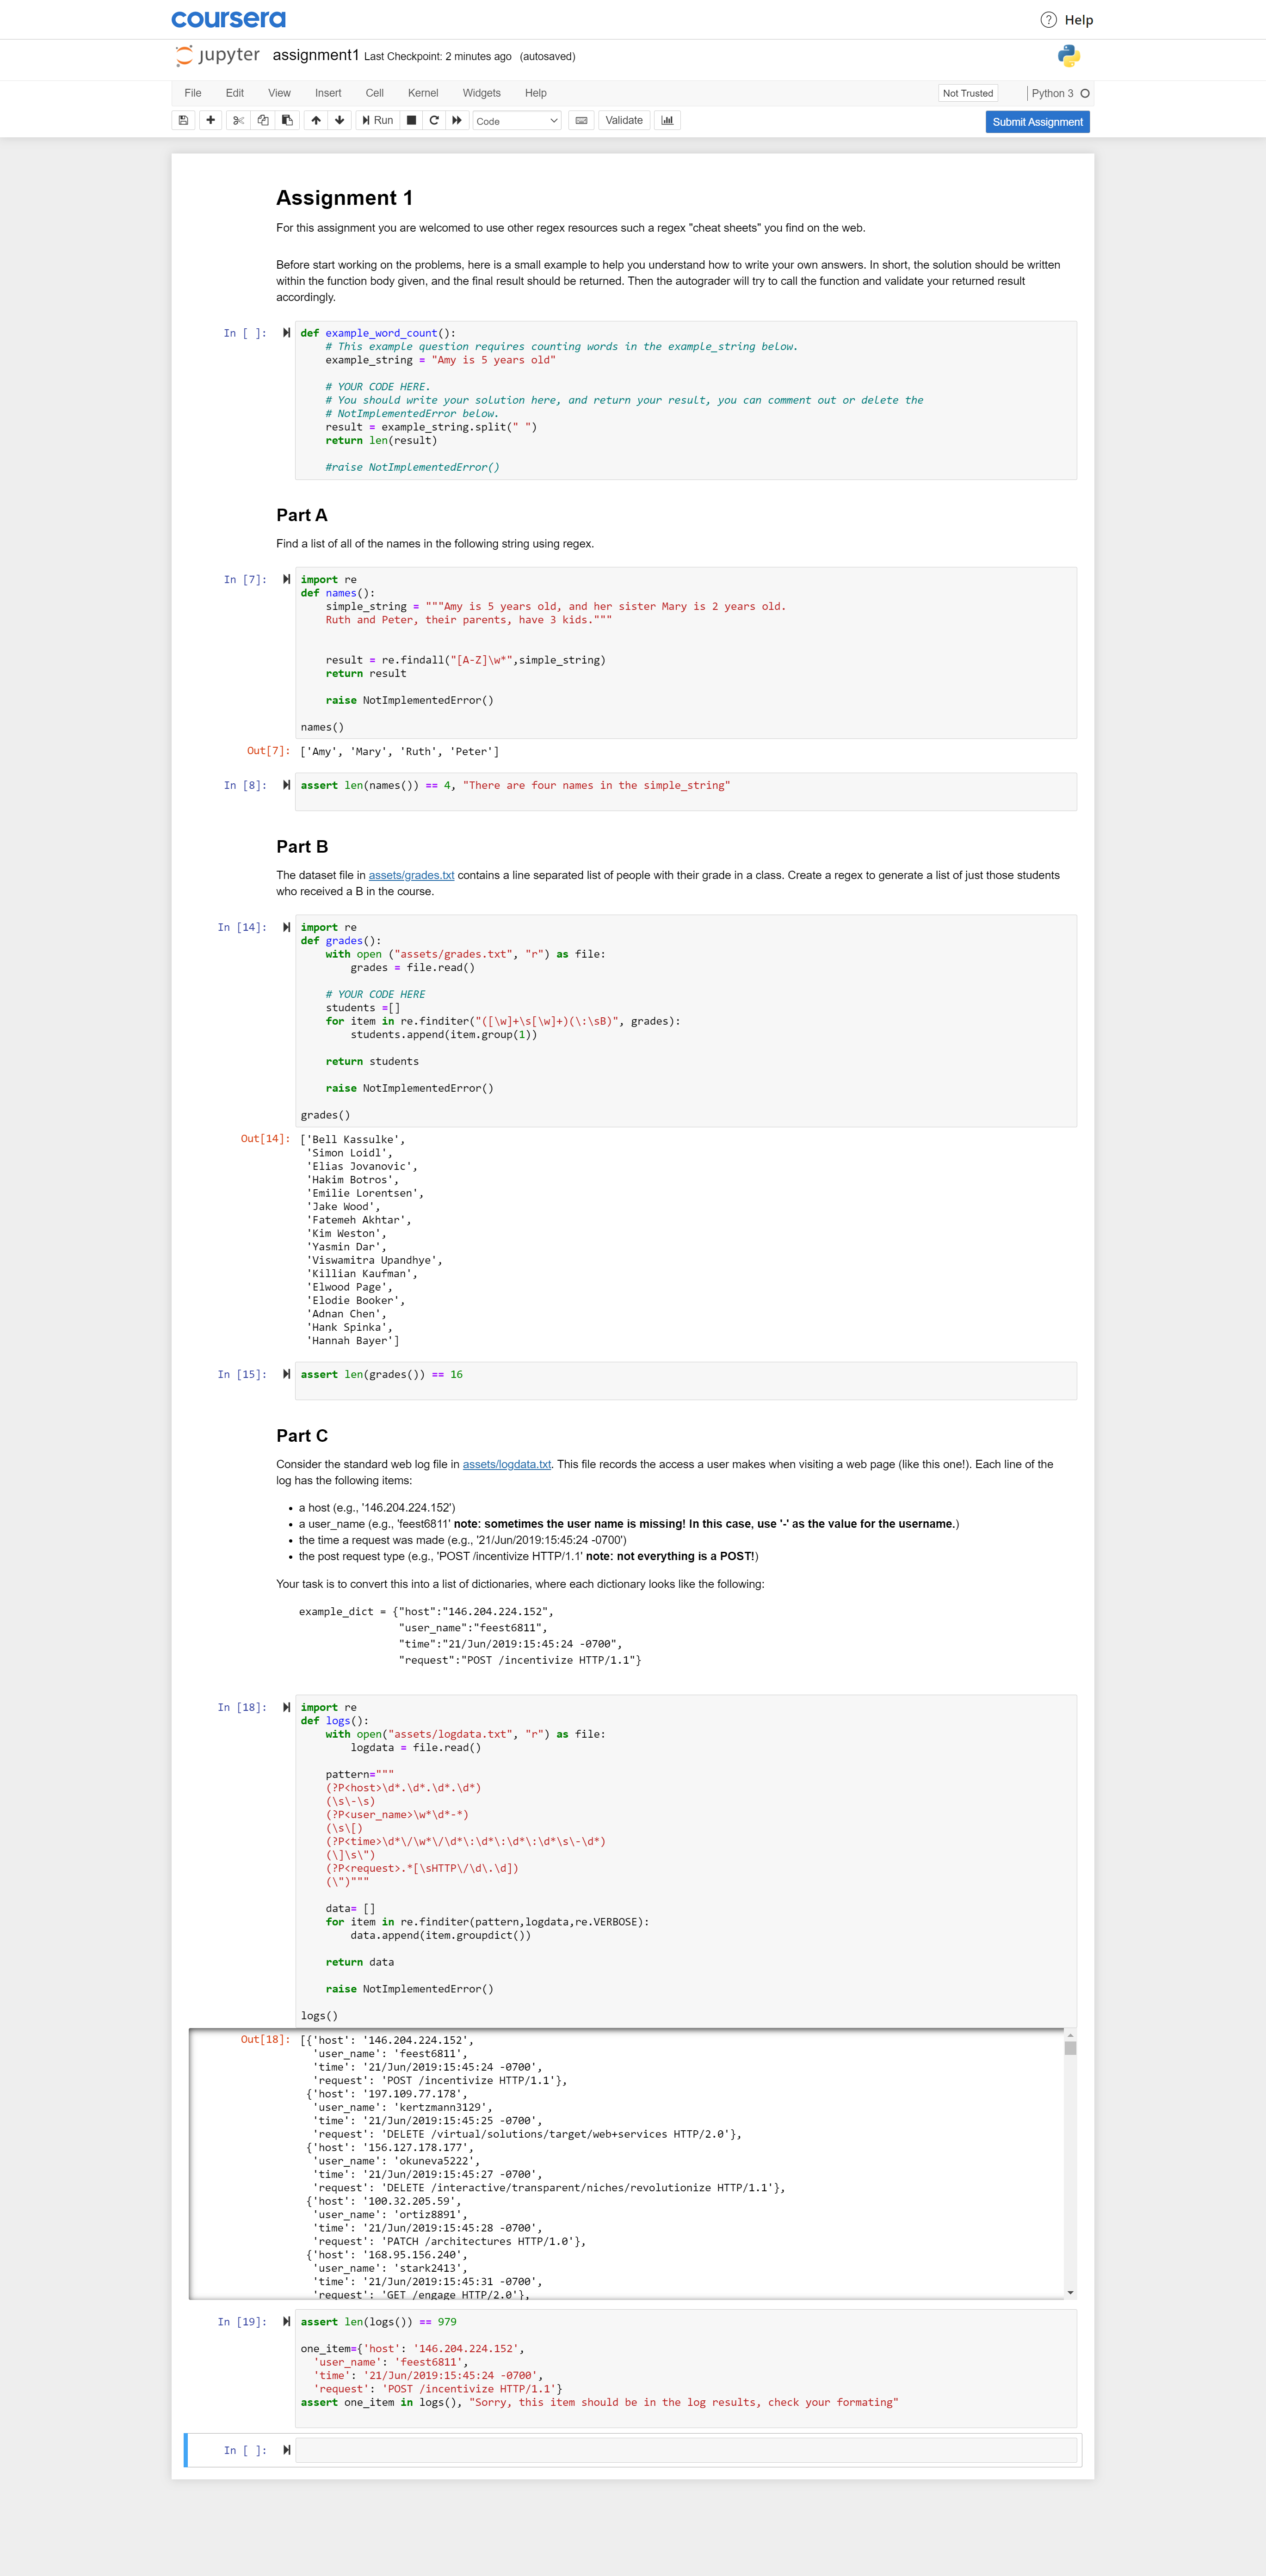 coursera
? Help
jupyter assignment1 Last Checkpoint: 2 minutes ago (autosaved)
File Edit View Insert Cell Kernel Widgets Help Not Trusted Python 3
Run Code Validate Submit Assignment
Assignment 1
For this assignment you are welcomed to use other regex resources such a regex "cheat sheets" you find on the web.
Before start working on the problems, here is a small example to help you understand how to write your own answers. In short, the solution should be written
within the function body given, and the final result should be returned. Then the autograder will try to call the function and validate your returned result
accordingly.
In [ ]: def example_word_count():
# This example question requires counting words in the example_string below.
example_string = "Amy is 5 years old"
# YOUR CODE HERE.
# You should write your solution here, and return your result, you can comment out or delete the
# NotImplementedError below.
result = example_string.split(" ")
return len(result)
#raise NotImplementedError()
Part A
Find a list of all of the names in the following string using regex.
In [7]: import re
def names():
simple_string = """Amy is 5 years old, and her sister Mary is 2 years old.
Ruth and Peter, their parents, have 3 kids."""
result = re.findall("[A-Z]\w*",simple_string)
return result
raise NotImplementedError()
names()
Out[7]: ['Amy', 'Mary', 'Ruth', 'Peter']
In [8]: assert len(names()) == 4, "There are four names in the simple_string"
Part B
The dataset file in assets/grades.txt contains a line separated list of people with their grade in a class. Create a regex to generate a list of just those students
who received a B in the course.
In [14]: import re
def grades():
with open ("assets/grades.txt", "r") as file:
grades = file.read()
# YOUR CODE HERE
students =[]
for item in re.finditer("([\w]+\s[\w]+)(\:\sB)", grades):
students.append(item.group(1))
return students
raise NotImplementedError()
grades()
Out[14]: ['Bell Kassulke',
'Simon Loidl',
'Elias Jovanovic',
'Hakim Botros',
'Emilie Lorentsen',
'Jake Wood',
'Fatemeh Akhtar',
'Kim Weston',
'Yasmin Dar',
'Viswamitra Upandhye',
'Killian Kaufman',
'Elwood Page',
'Elodie Booker',
'Adnan Chen',
'Hank Spinka',
'Hannah Bayer']
In [15]: assert len(grades()) == 16
Part C
Consider the standard web log file in assets/logdata.txt. This file records the access a user makes when visiting a web page (like this one!). Each line of the
log has the following items:
• a host (e.g., '146.204.224.152')
• a user_name (e.g., 'feest6811' note: sometimes the user name is missing! In this case, use '-' as the value for the username.)
• the time a request was made (e.g., '21/Jun/2019:15:45:24 -0700')
• the post request type (e.g., 'POST /incentivize HTTP/1.1' note: not everything is a POST!)
Your task is to convert this into a list of dictionaries, where each dictionary looks like the following:
example_dict = {"host":"146.204.224.152",
"user_name":"feest6811",
"time":"21/Jun/2019:15:45:24 -0700",
"request":"POST /incentivize HTTP/1.1"}
In [18]: import re
def logs():
with open("assets/logdata.txt", "r") as file:
logdata = file.read()
pattern="""
(?P<host>\d*.\d*.\d*.\d*)
(\s\-\s)
(?P<user_name>\w*\d*-*)
(\s\[)
(?P<time>\d*\/\w*\/\d*\:\d*\:\d*\:\d*\s\-\d*)
(\]\s\")
(?P<request>.*[\sHTTP\/\d\.\d])
(\")"""
data= []
for item in re.finditer(pattern,logdata,re.VERBOSE):
data.append(item.groupdict())
return data
raise NotImplementedError()
logs()
Out[18]: [{'host': '146.204.224.152',
'user_name': 'feest6811',
'time': '21/Jun/2019:15:45:24 -0700',
'request': 'POST /incentivize HTTP/1.1'},
{'host': '197.109.77.178',
'user_name': 'kertzmann3129',
'time': '21/Jun/2019:15:45:25 -0700',
'request': 'DELETE /virtual/solutions/target/web+services HTTP/2.0'},
{'host': '156.127.178.177',
'user_name': 'okuneva5222',
'time': '21/Jun/2019:15:45:27 -0700',
'request': 'DELETE /interactive/transparent/niches/revolutionize HTTP/1.1'},
{'host': '100.32.205.59',
'user_name': 'ortiz8891',
'time': '21/Jun/2019:15:45:28 -0700',
'request': 'PATCH /architectures HTTP/1.0'},
{'host': '168.95.156.240',
'user_name': 'stark2413',
'time': '21/Jun/2019:15:45:31 -0700',
'request': 'GET /engage HTTP/2.0'},
In [19]: assert len(logs()) == 979
one_item={'host': '146.204.224.152',
'user_name': 'feest6811',
'time': '21/Jun/2019:15:45:24 -0700',
'request': 'POST /incentivize HTTP/1.1'}
assert one_item in logs(), "Sorry, this item should be in the log results, check your formating"
In [ ]: